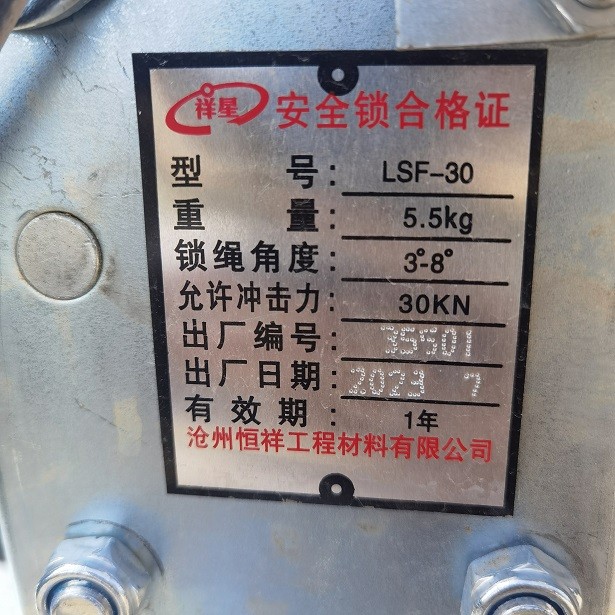 祥星 安全锁合格证
型号: LSF-30
重量: 5.5kg
锁绳角度: 3°-8°
允许冲击力: 30KN
出厂编号:
出厂日期: 2023 7
有效期: 1年
沧州恒祥工程材料有限公司